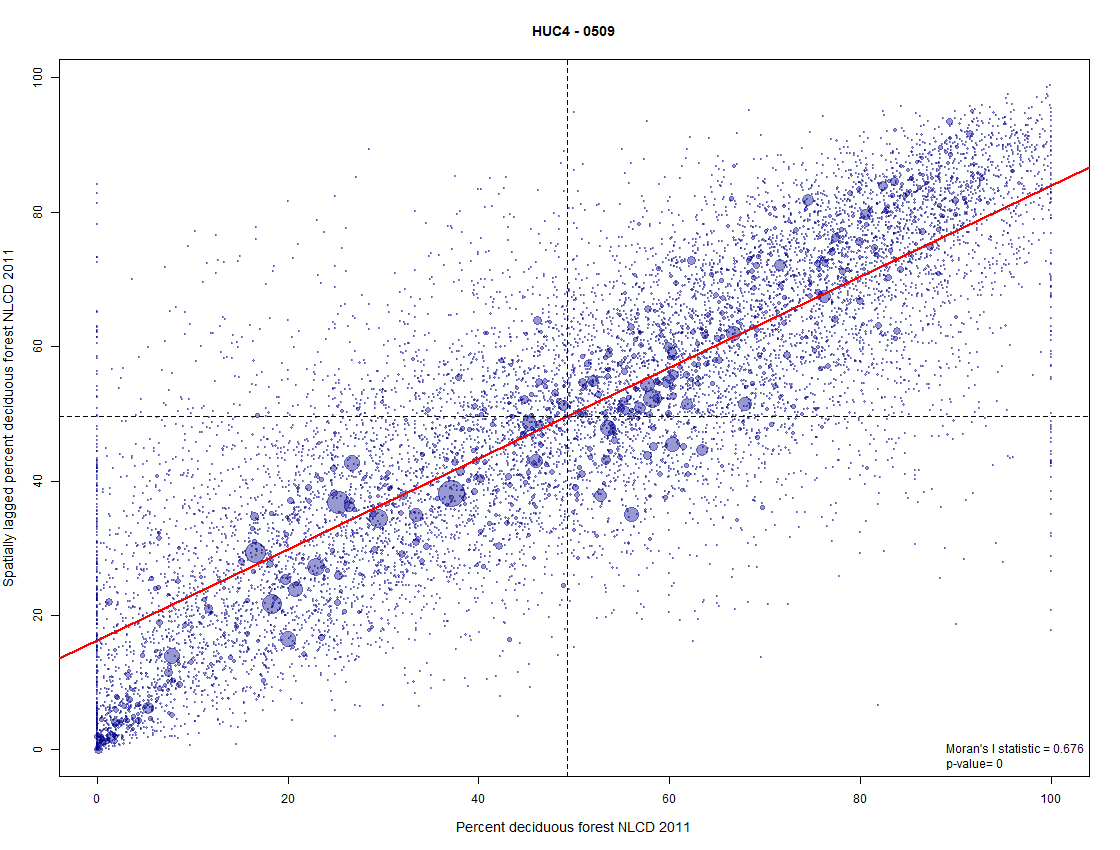 HUC4 - 0509
Spatially lagged percent deciduous forest NLCD 2011
100
80
60
40
20
0
Moran's I statistic = 0.676
p-value= 0
0 20 40 60 80 100
Percent deciduous forest NLCD 2011